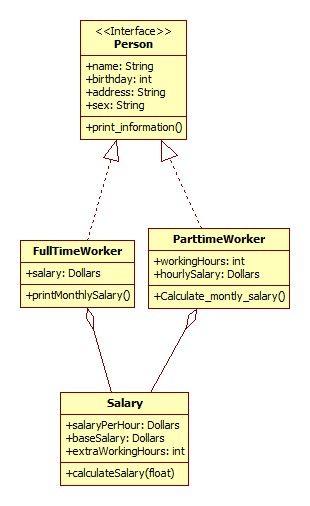 <<Interface>>
Person
+name: String
+birthday: int
+address: String
+sex: String
+print_information()
FullTimeWorker
+salary: Dollars
+printMonthlySalary()
ParttimeWorker
+workingHours: int
+hourlySalary: Dollars
+Calculate_montly_salary()
Salary
+salaryPerHour: Dollars
+baseSalary: Dollars
+extraWorkingHours: int
+calculateSalary(float)